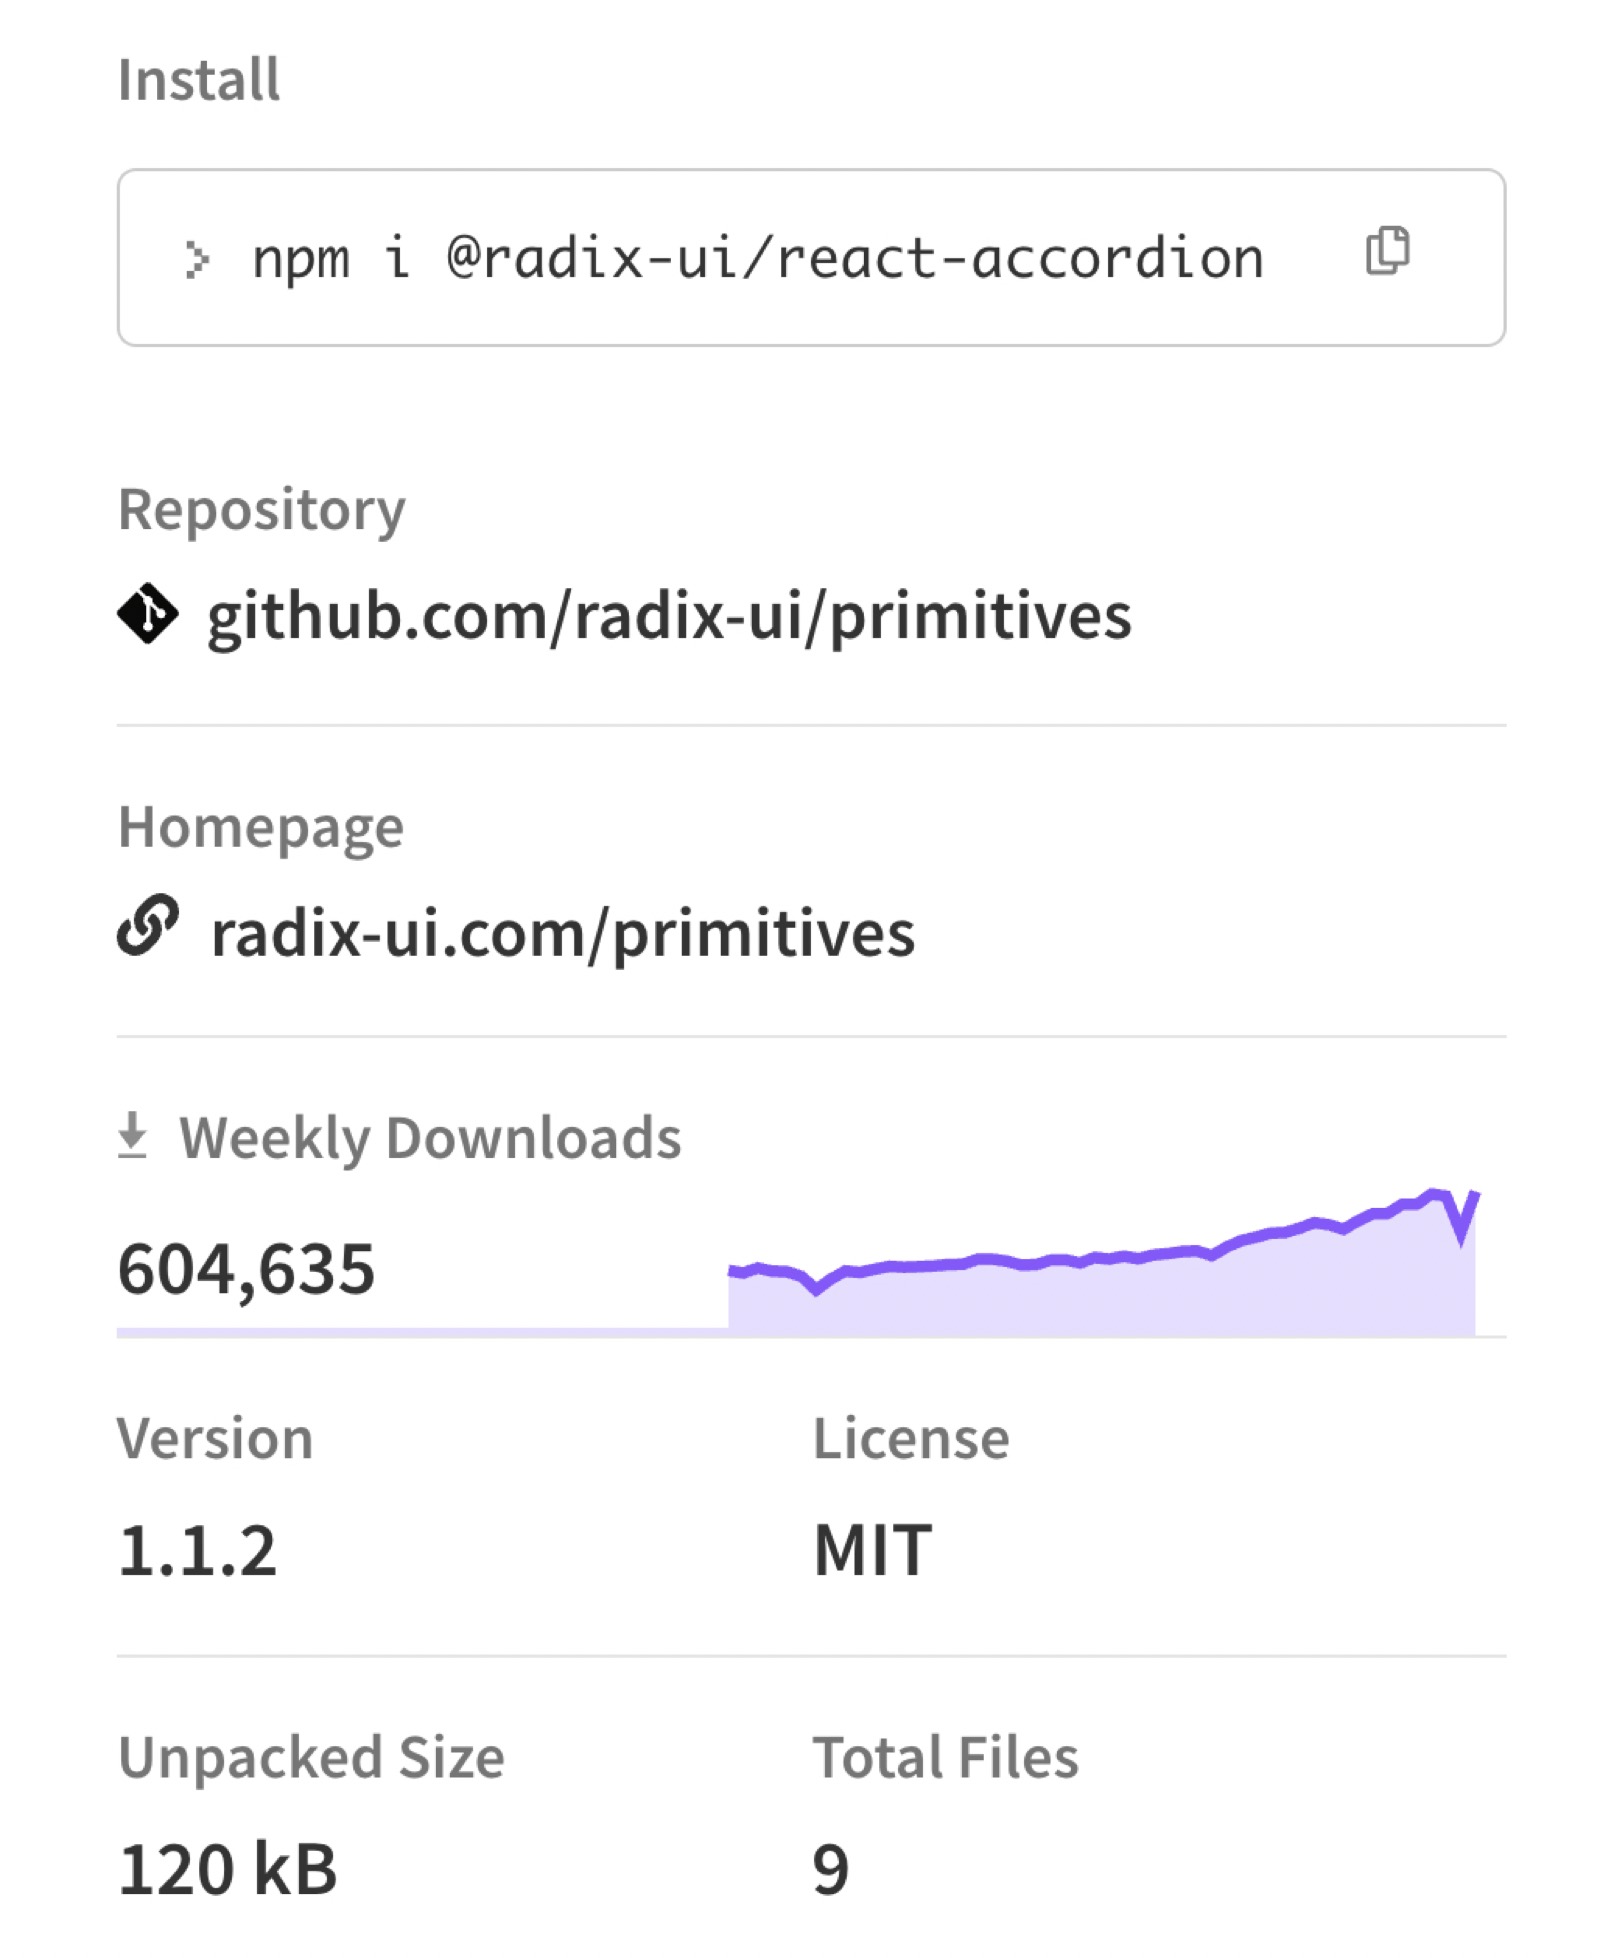 Install
npm i @radix-ui/react-accordion
Repository
github.com/radix-ui/primitives
Homepage
radix-ui.com/primitives
Weekly Downloads
604,635
Version
License
1.1.2
MIT
Unpacked Size
Total Files
120 kB
9